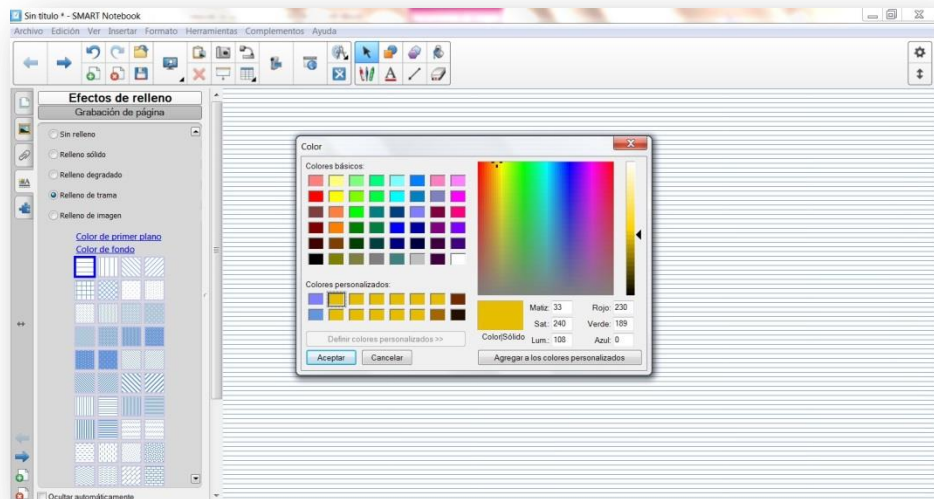 Sin título * - SMART Notebook
Archivo Edición Ver Insertar Formato Herramientas Complementos Ayuda
Efectos de relleno
Grabación de página
Sin relleno
Relleno sólido
Relleno degradado
Relleno de trama
Relleno de imagen
Color de primer plano
Color de fondo
Ocultar automáticamente
Color
Colores básicos:
Colores personalizados:
Definir colores personalizados >>
Aceptar Cancelar
Color|Sólido
Matiz: 33 Rojo: 230
Sat.: 240 Verde: 189
Lum.: 108 Azul: 0
Agregar a los colores personalizados